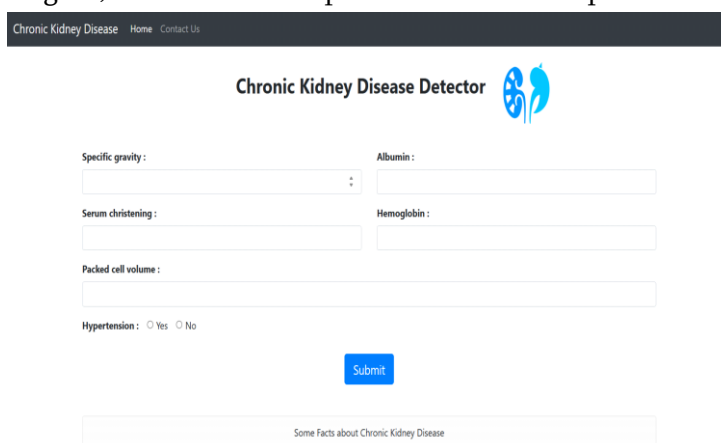 Chronic Kidney Disease Home Contact Us
Chronic Kidney Disease Detector
Specific gravity : Albumin :
Serum christening : Hemoglobin :
Packed cell volume :
Hypertension : Yes No
Submit
Some Facts about Chronic Kidney Disease